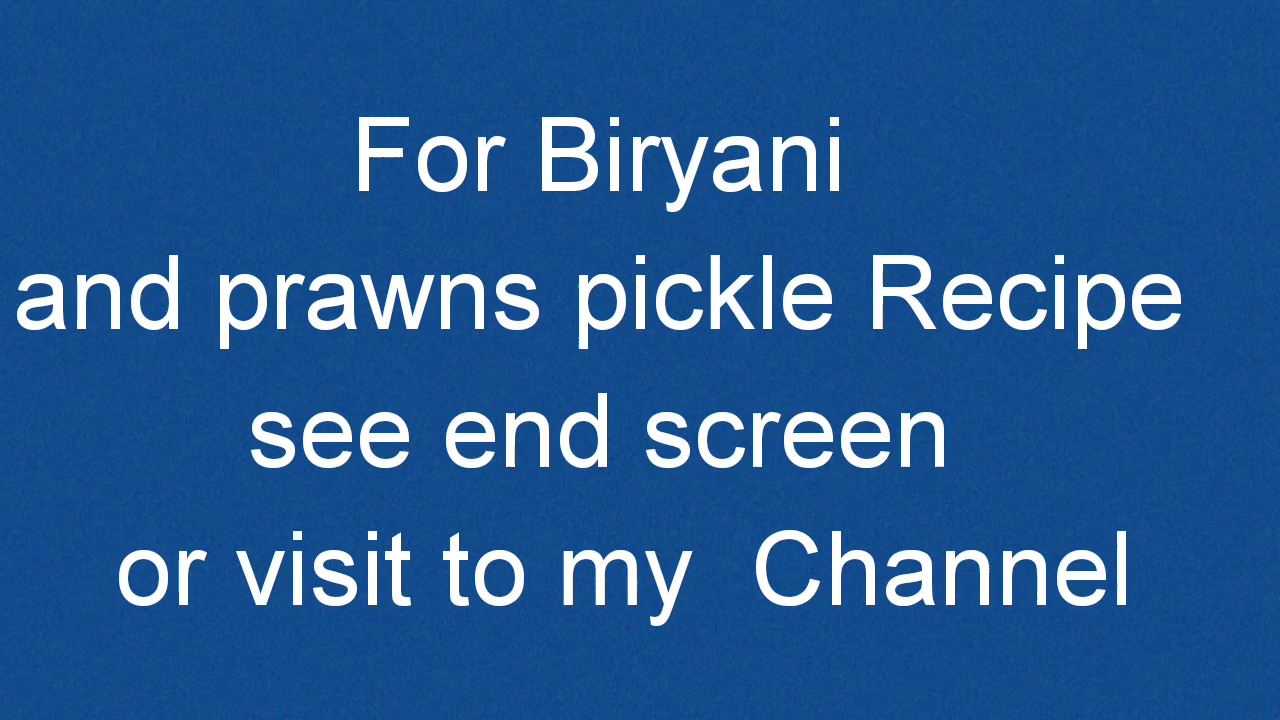 For Biryani
and prawns pickle Recipe
see end screen
or visit to my  Channel